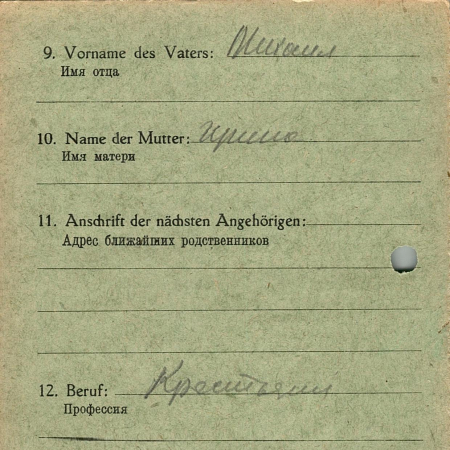 9. Vorname des Vaters: Михаил
Имя отца
10. Name der Mutter: Ирина
Имя матери
11. Anschrift der nächsten Angehörigen:
Адрес ближайших родственников
12. Beruf: Крестьянин
Профессия